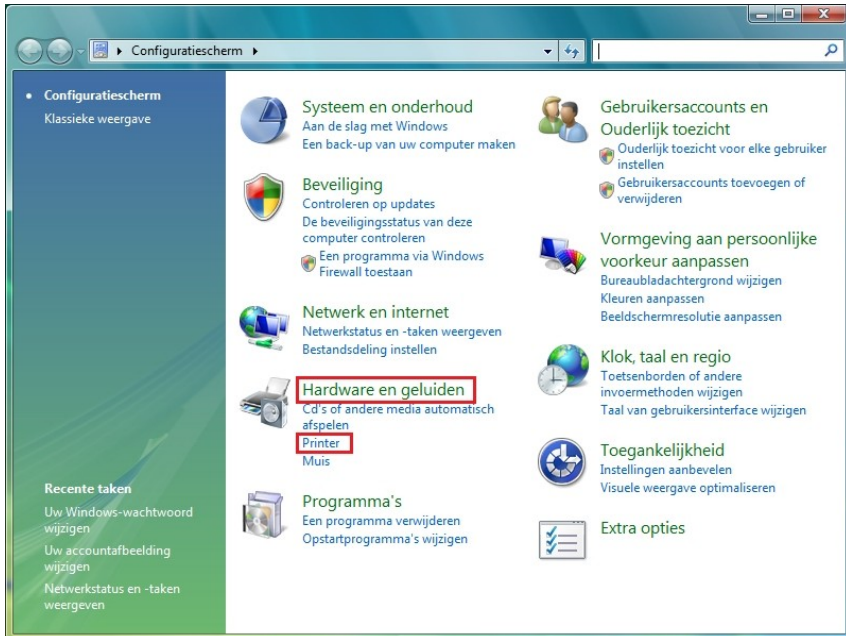 Configuratiescherm
Configuratiescherm
Klassieke weergave
Recente taken
Uw Windows-wachtwoord
wijzigen
Uw accountafbeelding
wijzigen
Netwerkstatus en -taken
weergeven
Systeem en onderhoud
Aan de slag met Windows
Een back-up van uw computer maken
Beveiliging
Controleren op updates
De beveiligingsstatus van deze
computer controleren
Een programma via Windows
Firewall toestaan
Netwerk en internet
Netwerkstatus en -taken weergeven
Bestandsdeling instellen
Hardware en geluiden
Cd's of andere media automatisch
afspelen
Printer
Muis
Programma's
Een programma verwijderen
Opstartprogramma's wijzigen
Gebruikersaccounts en
Ouderlijk toezicht
Ouderlijk toezicht voor elke gebruiker
instellen
Gebruikersaccounts toevoegen of
verwijderen
Vormgeving aan persoonlijke
voorkeur aanpassen
Bureaubladachtergrond wijzigen
Kleuren aanpassen
Beeldschermresolutie aanpassen
Klok, taal en regio
Toetsenborden of andere
invoermethoden wijzigen
Taal van gebruikersinterface wijzigen
Toegankelijkheid
Instellingen aanbevelen
Visuele weergave optimaliseren
Extra opties